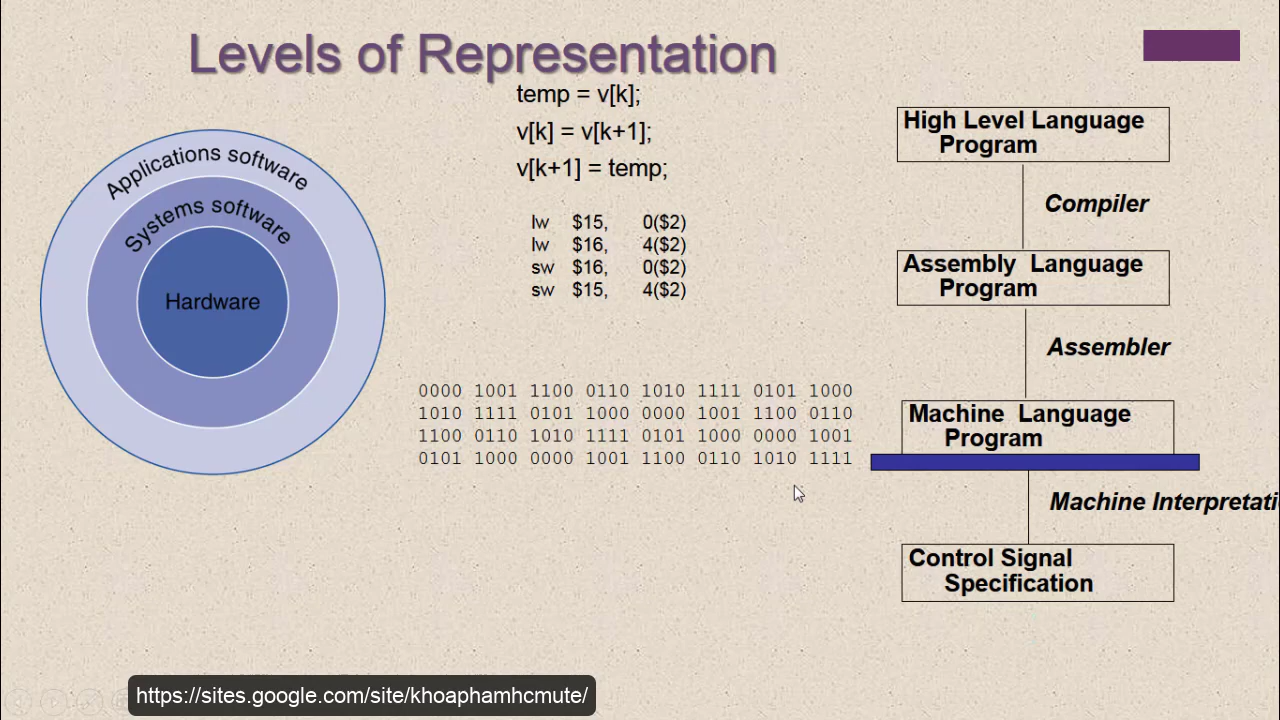 Levels of Representation
temp = v[k];
v[k] = v[k+1];
v[k+1] = temp;
lw $15, 0($2)
lw $16, 4($2)
sw $16, 0($2)
sw $15, 4($2)
0000 1001 1100 0110 1010 1111 0101 1000
1010 1111 0101 1000 0000 1001 1100 0110
1100 0110 1010 1111 0101 1000 0000 1001
0101 1000 0000 1001 1100 0110 1010 1111
Applications software
Systems software
Hardware
High Level Language
Program
Compiler
Assembly Language
Program
Assembler
Machine Language
Program
Machine Interpretati
Control Signal
Specification
https://sites.google.com/site/khoaphamhcmute/